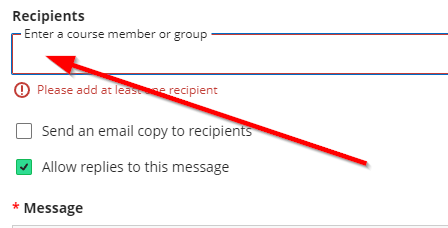 Recipients
Enter a course member or group
Please add at least one recipient
Send an email copy to recipients
Allow replies to this message
* Message